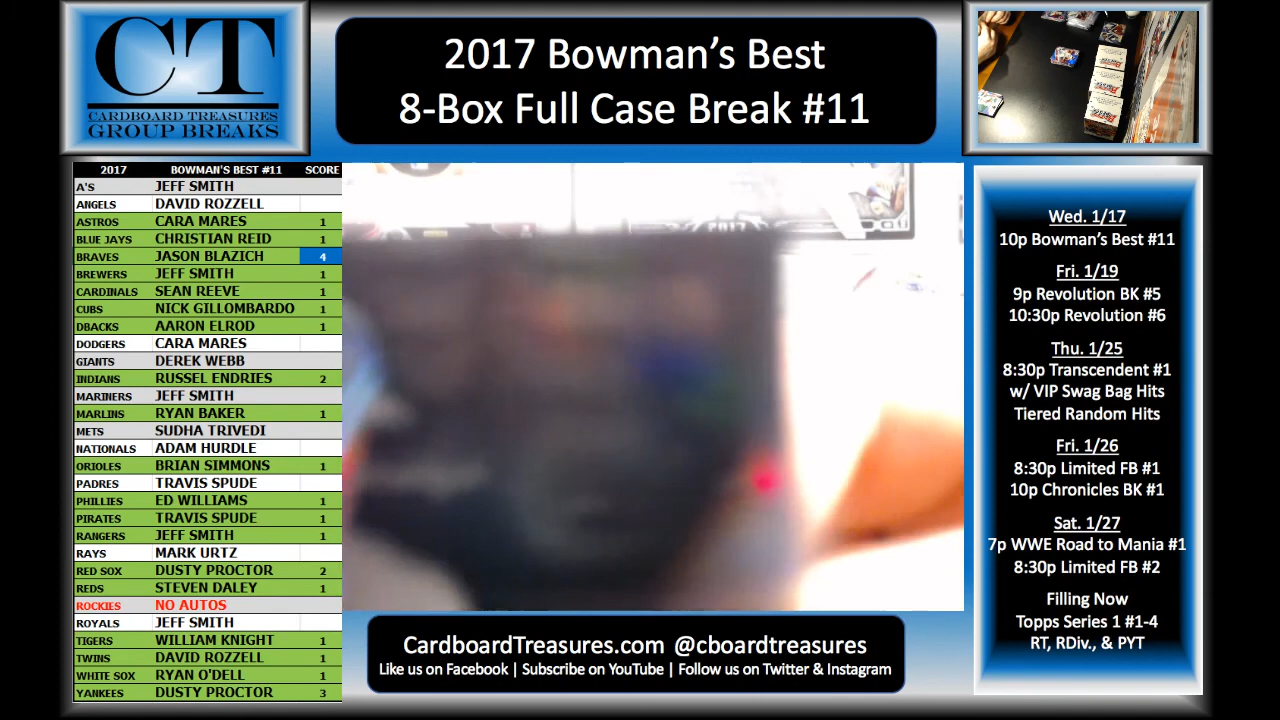 CT
CARDBOARD TREASURES
GROUP BREAKS
2017 Bowman's Best
8-Box Full Case Break #11
2017 BOWMAN'S BEST #11 SCORE
A'S JEFF SMITH
ANGELS DAVID ROZZELL
ASTROS CARA MARES 1
BLUE JAYS CHRISTIAN REID 1
BRAVES JASON BLAZICH 4
BREWERS JEFF SMITH 1
CARDINALS SEAN REEVE 1
CUBS NICK GILLOMBARDO 1
DBACKS AARON ELROD 1
DODGERS CARA MARES
GIANTS DEREK WEBB
INDIANS RUSSEL ENDRIES 2
MARINERS JEFF SMITH
MARLINS RYAN BAKER 1
METS SUDHA TRIVEDI
NATIONALS ADAM HURDLE
ORIOLES BRIAN SIMMONS 1
PADRES TRAVIS SPUDE
PHILLIES ED WILLIAMS 1
PIRATES TRAVIS SPUDE 1
RANGERS JEFF SMITH 1
RAYS MARK URTZ
RED SOX DUSTY PROCTOR 2
REDS STEVEN DALEY 1
ROCKIES NO AUTOS
ROYALS JEFF SMITH
TIGERS WILLIAM KNIGHT 1
TWINS DAVID ROZZELL 1
WHITE SOX RYAN O'DELL 1
YANKEES DUSTY PROCTOR 3
2017
CardboardTreasures.com @cboardtreasures
Like us on Facebook | Subscribe on YouTube | Follow us on Twitter & Instagram
Wed. 1/17
10p Bowman's Best #11
Fri. 1/19
9p Revolution BK #5
10:30p Revolution #6
Thu. 1/25
8:30p Transcendent #1
w/ VIP Swag Bag Hits
Tiered Random Hits
Fri. 1/26
8:30p Limited FB #1
10p Chronicles BK #1
Sat. 1/27
7p WWE Road to Mania #1
8:30p Limited FB #2
Filling Now
Topps Series 1 #1-4
RT, RDiv., & PYT